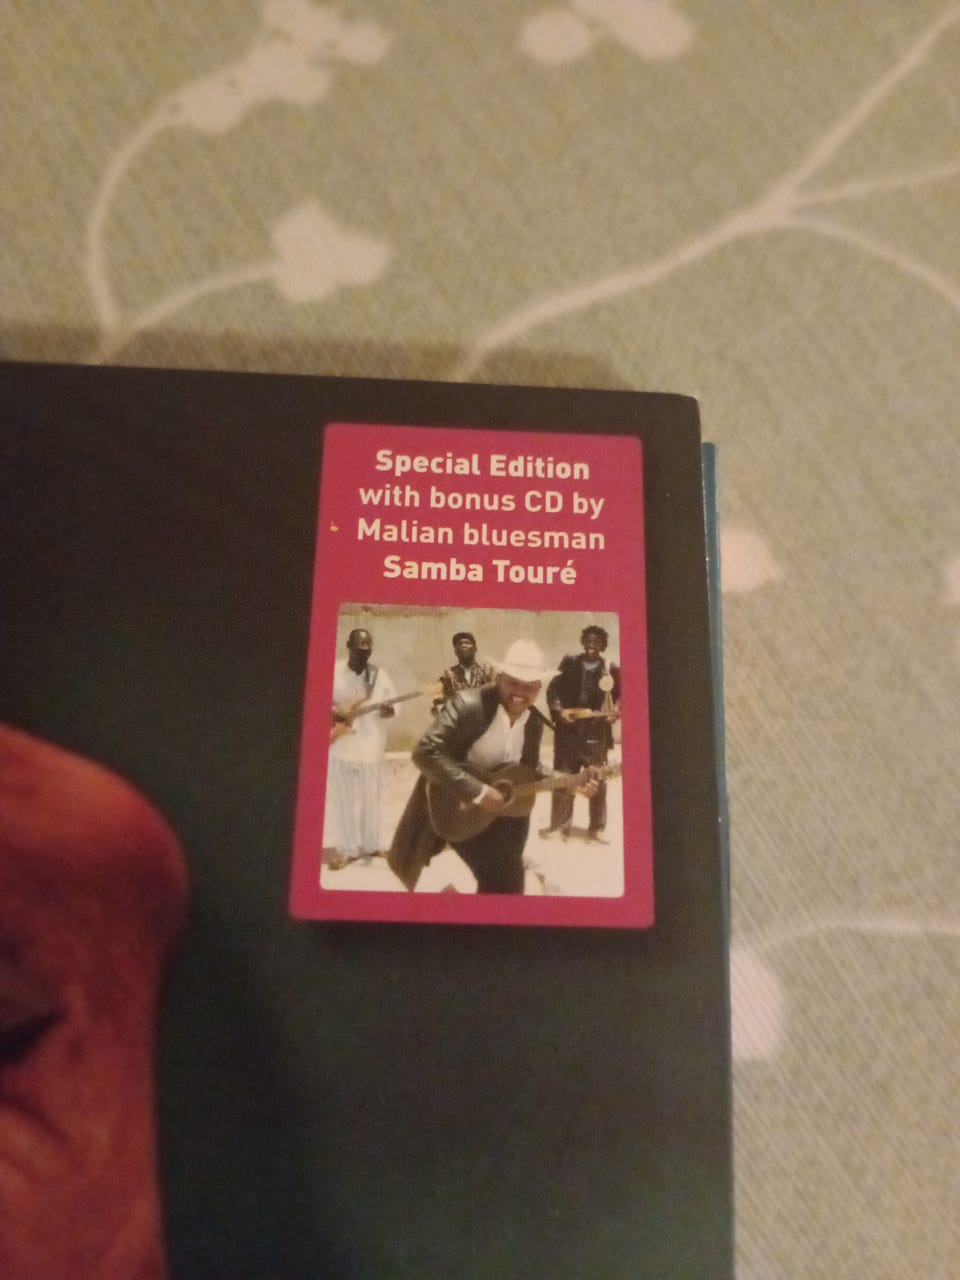 Special Edition
with bonus CD by
Malian bluesman
Samba Touré